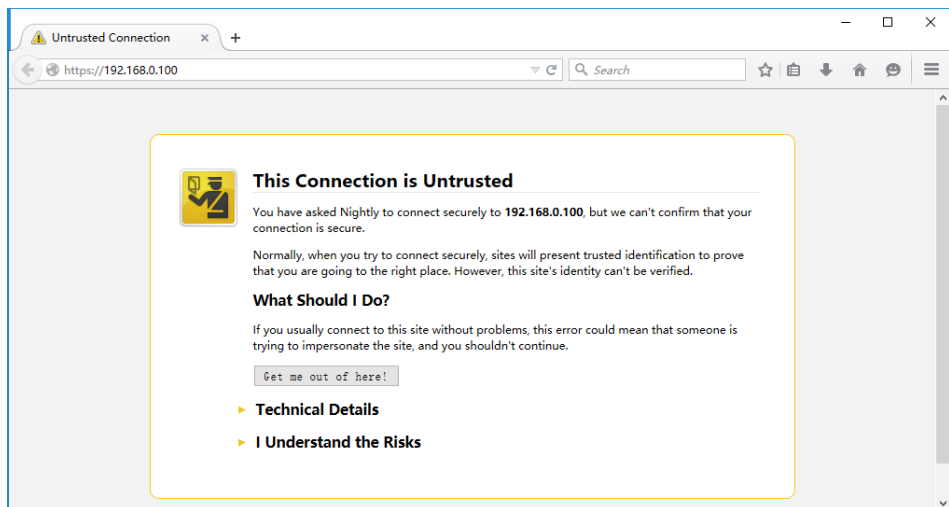 Untrusted Connection
https://192.168.0.100
Search
This Connection is Untrusted
You have asked Nightly to connect securely to 192.168.0.100, but we can't confirm that your
connection is secure.
Normally, when you try to connect securely, sites will present trusted identification to prove
that you are going to the right place. However, this site's identity can't be verified.
What Should I Do?
If you usually connect to this site without problems, this error could mean that someone is
trying to impersonate the site, and you shouldn't continue.
Get me out of here!
Technical Details
I Understand the Risks